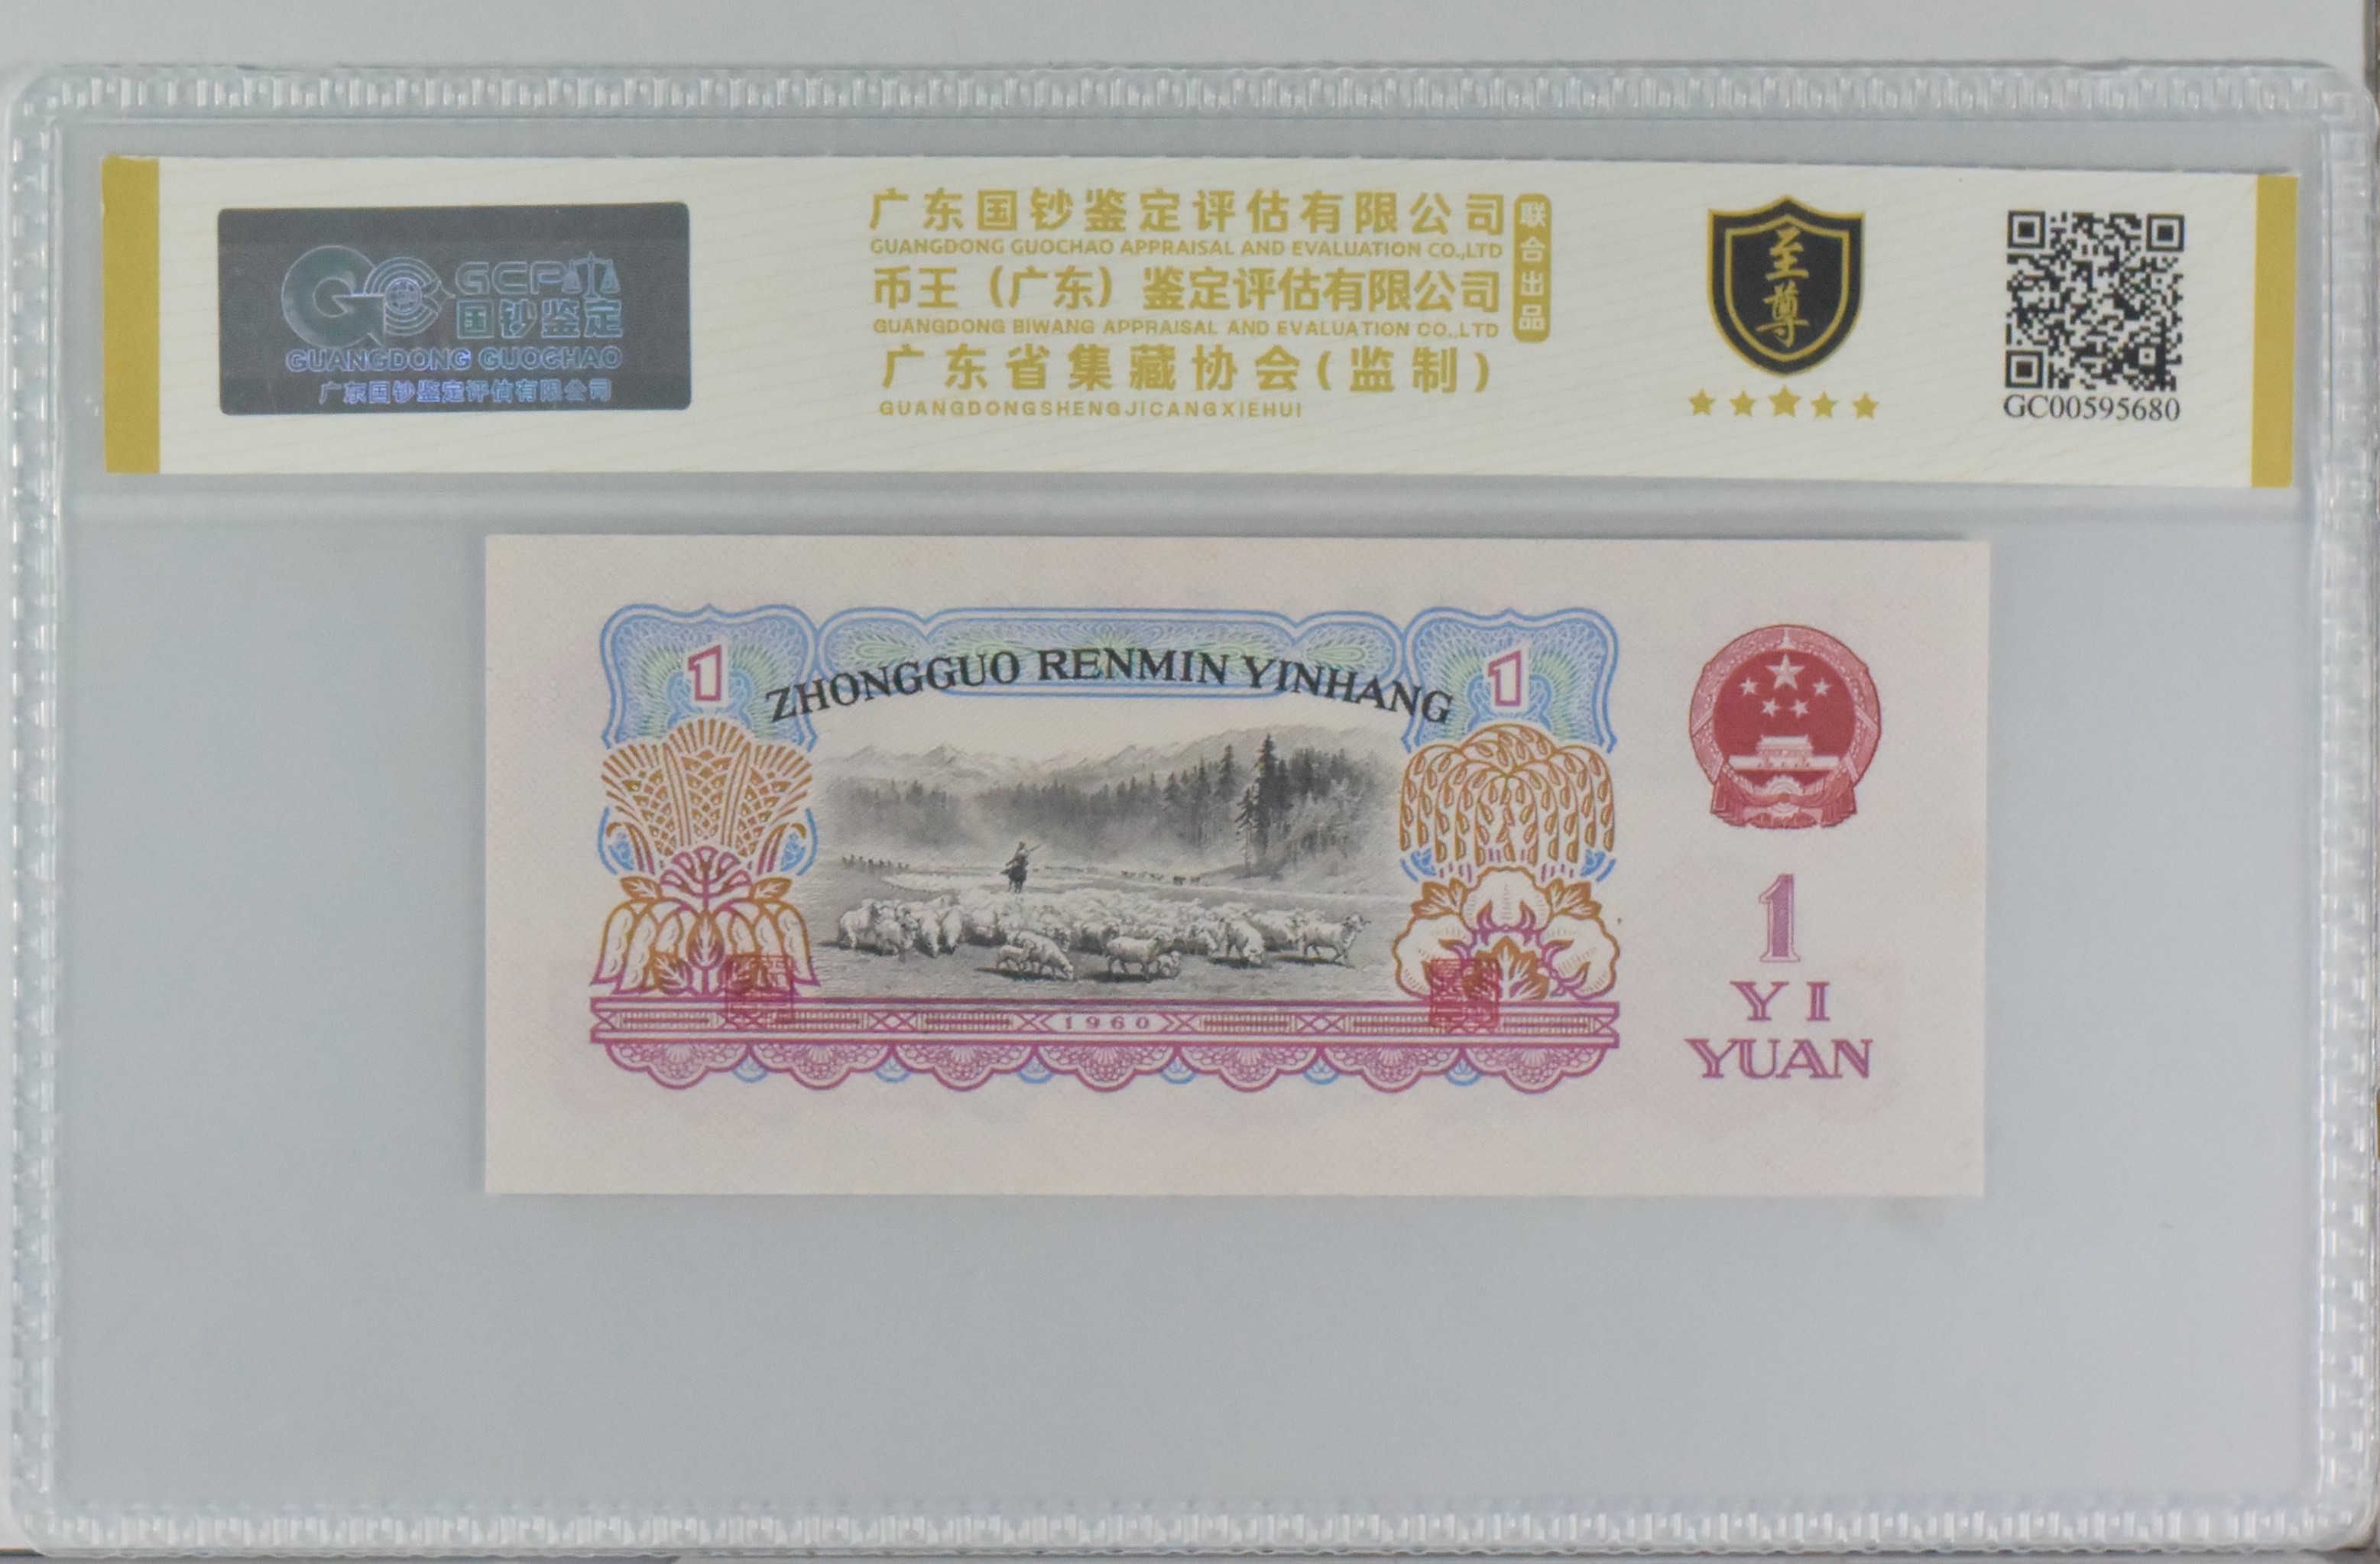 GCP
国钞鉴定
GUANGDONG GUOCHAO
广东国钞鉴定评估有限公司
广东国钞鉴定评估有限公司
GUANGDONG GUOCHAO APPRAISAL AND EVALUATION CO.,LTD
币王（广东）鉴定评估有限公司
GUANGDONG BIWANG APPRAISAL AND EVALUATION CO.,LTD
广东省集藏协会(监制)
GUANGDONGSHENGJICANGXIEHUI
联合出品
至尊
GC00595680
1
ZHONGGUO RENMIN YINHANG
1
1960
1
YI
YUAN